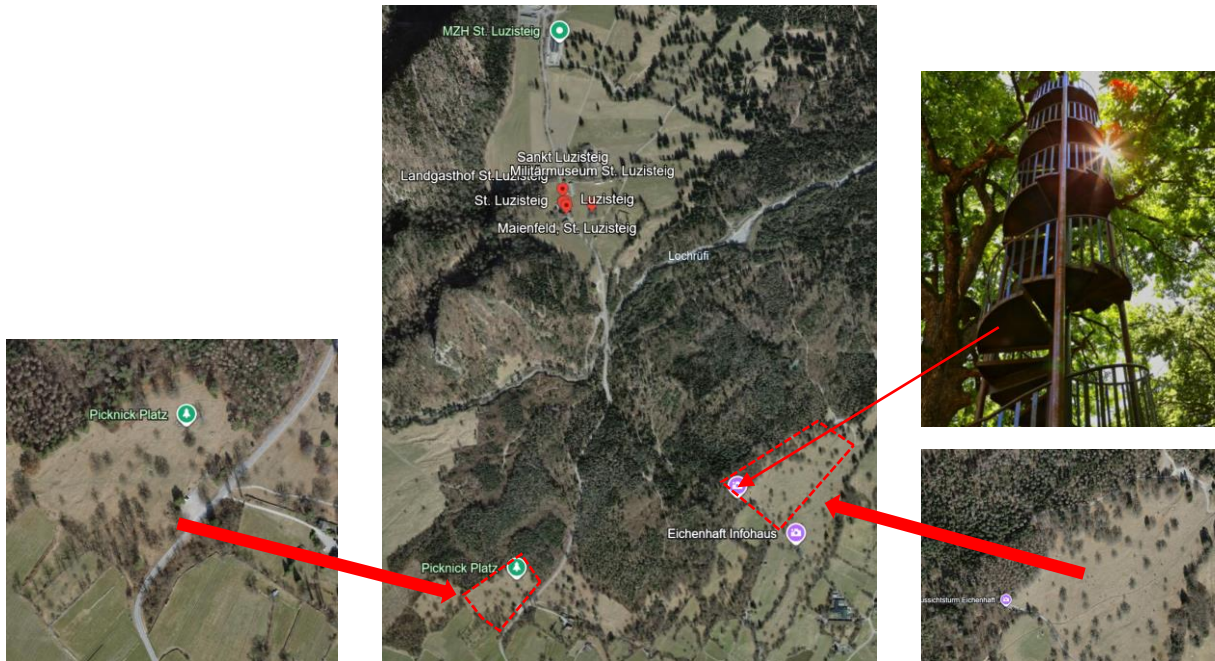 MZH St. Luzisteig
Sankt Luzisteig
Landgasthof St.Luzisteig
Militärmuseum St. Luzisteig
St. Luzisteig
Luzisteig
Maienfeld, St. Luzisteig
Lochrüfi
Eichenhaft Infohaus
Picknick Platz
Picknick Platz
ussichtsturm Eichenhaft